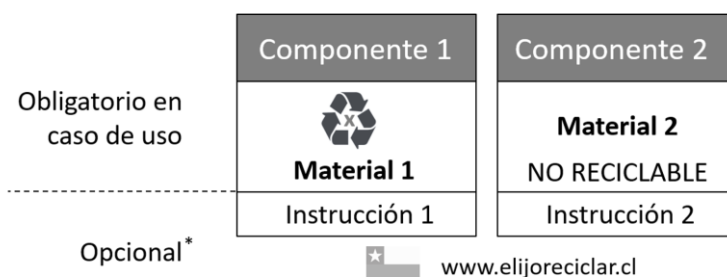 Componente 1
Componente 2
Obligatorio en
caso de uso
X
Material 1
Material 2
NO RECICLABLE
Instrucción 1
Instrucción 2
Opcional*
www.elijoreciclar.cl